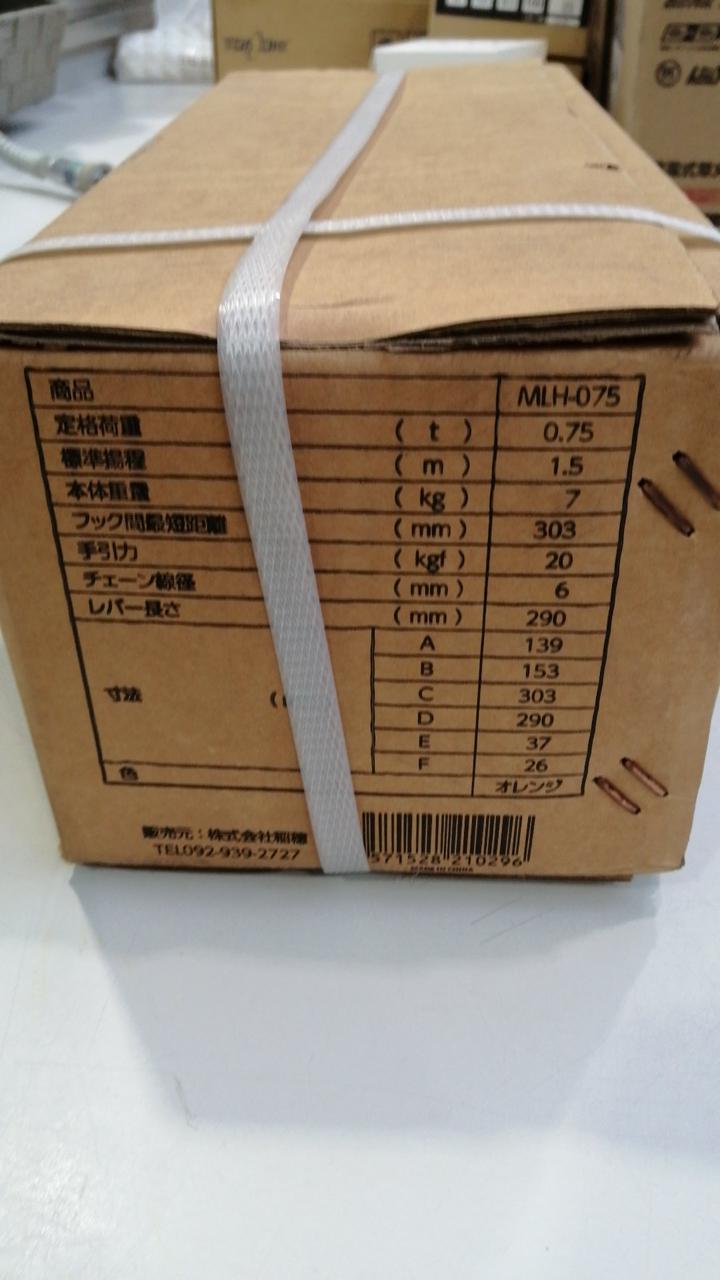 商品 MLH-075
定格荷重 ( t ) 0.75
標準揚程 ( m ) 1.5
本体重量 ( kg ) 7
フック間最短距離 ( mm ) 303
手引力 ( kgf ) 20
チェーン線径 ( mm ) 6
レバー長さ ( mm ) 290
寸法 (
A 139
B 153
C 303
D 290
E 37
F 26
色 オレンジ
販売元：株式会社稲穂
TEL092-939-2727
571528 210296
MADE IN CHINA